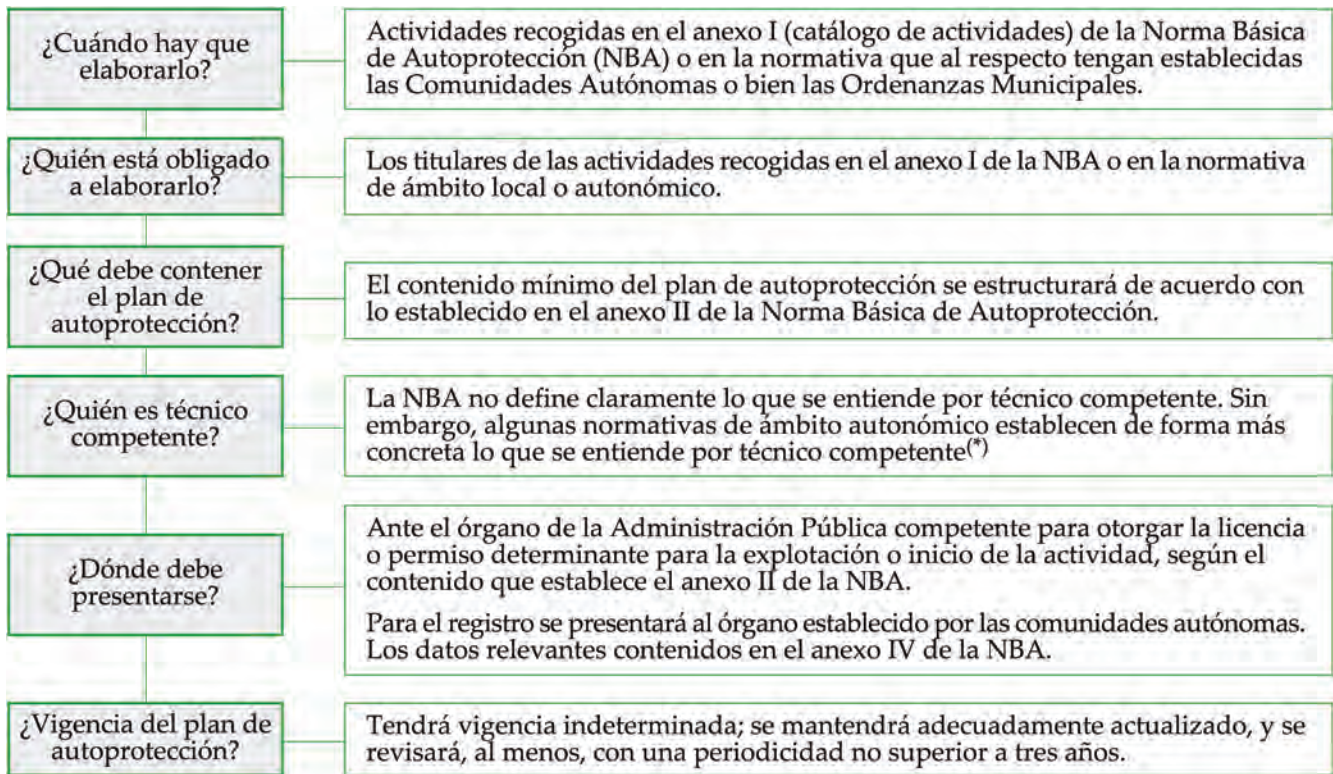 ¿Cuándo hay que
elaborarlo?
Actividades recogidas en el anexo I (catálogo de actividades) de la Norma Básica
de Autoprotección (NBA) o en la normativa que al respecto tengan establecidas
las Comunidades Autónomas o bien las Ordenanzas Municipales.
¿Quién está obligado
a elaborarlo?
Los titulares de las actividades recogidas en el anexo I de la NBA o en la normativa
de ámbito local o autonómico.
¿Qué debe contener
el plan de
autoprotección?
El contenido mínimo del plan de autoprotección se estructurará de acuerdo con
lo establecido en el anexo II de la Norma Básica de Autoprotección.
¿Quién es técnico
competente?
La NBA no define claramente lo que se entiende por técnico competente. Sin
embargo, algunas normativas de ámbito autonómico establecen de forma más
concreta lo que se entiende por técnico competente(*)
¿Dónde debe
presentarse?
Ante el órgano de la Administración Pública competente para otorgar la licencia
o permiso determinante para la explotación o inicio de la actividad, según el
contenido que establece el anexo II de la NBA.
Para el registro se presentará al órgano establecido por las comunidades autónomas.
Los datos relevantes contenidos en el anexo IV de la NBA.
¿Vigencia del plan de
autoprotección?
Tendrá vigencia indeterminada; se mantendrá adecuadamente actualizado, y se
revisará, al menos, con una periodicidad no superior a tres años.